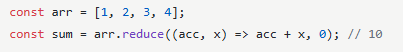 const arr = [1, 2, 3, 4];
const sum = arr.reduce((acc, x) => acc + x, 0); // 10